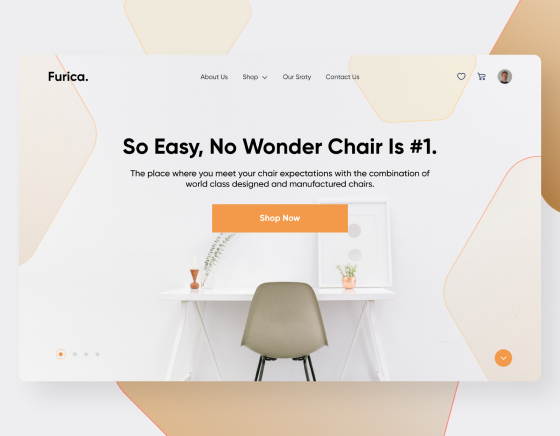 Furica.
About Us
Shop
Our Sroty
Contact Us
So Easy, No Wonder Chair Is #1.
The place where you meet your chair expectations with the combination of
world class designed and manufactured chairs.
Shop Now